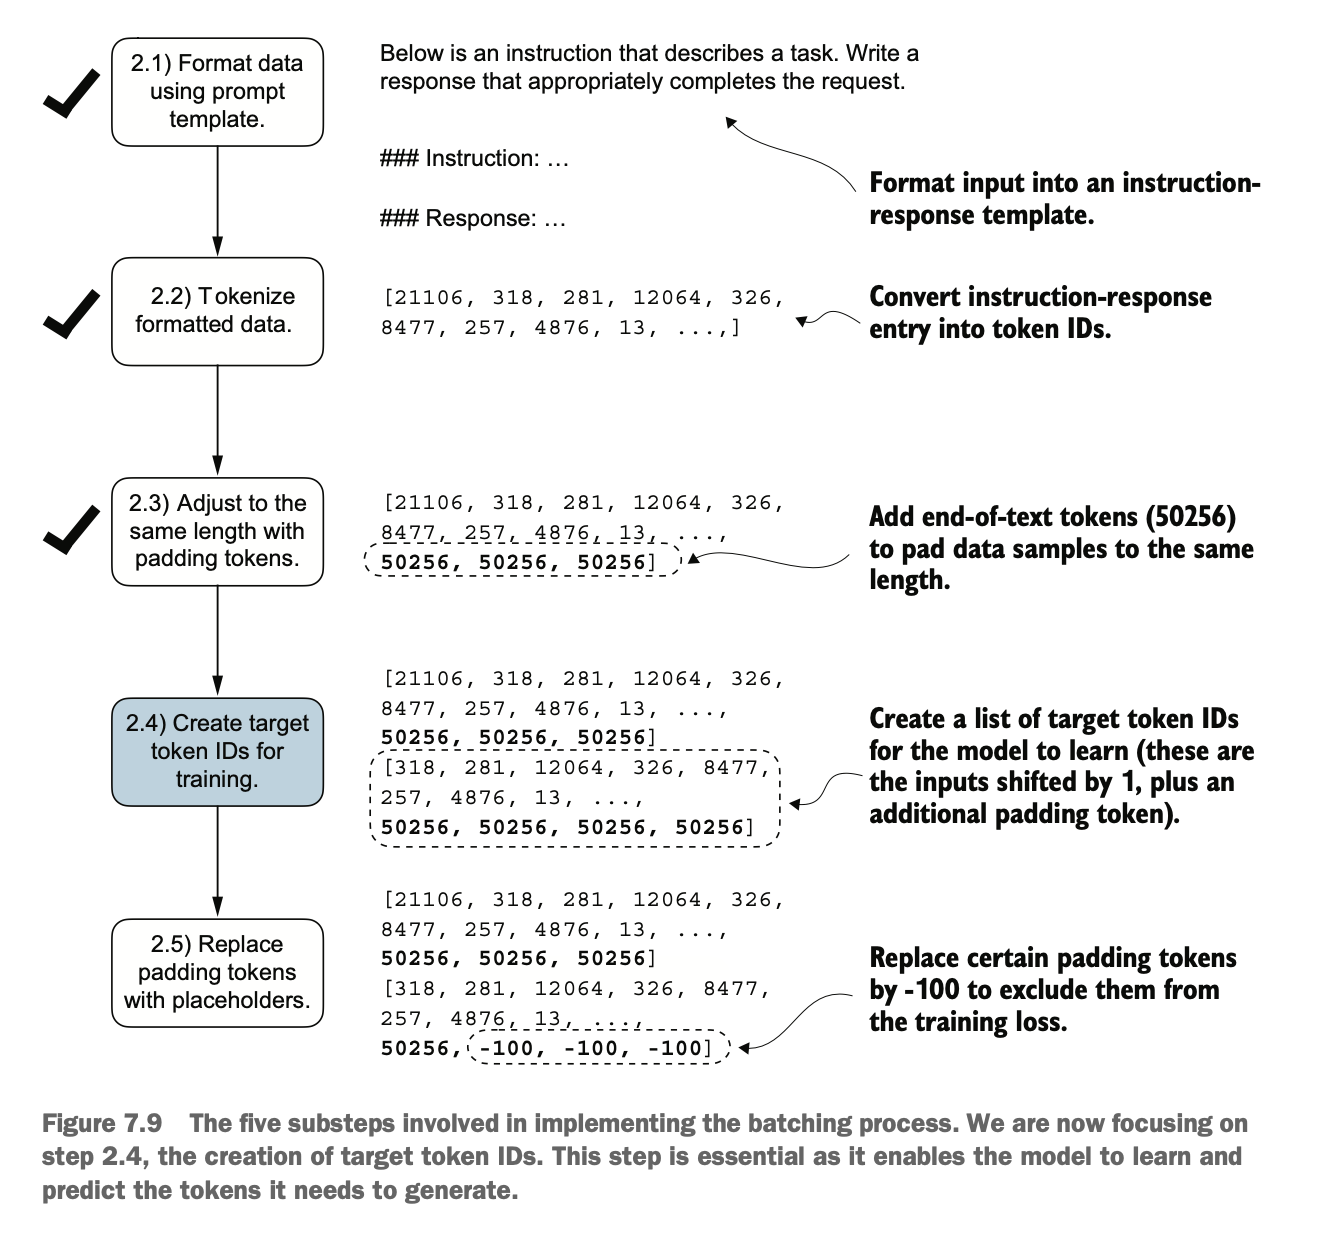 2.1) Format data
using prompt
template.
Below is an instruction that describes a task. Write a
response that appropriately completes the request.
### Instruction: …
### Response: …
Format input into an instruction-
response template.
2.2) Tokenize
formatted data.
[21106, 318, 281, 12064, 326,
8477, 257, 4876, 13, ...,]
Convert instruction-response
entry into token IDs.
2.3) Adjust to the
same length with
padding tokens.
[21106, 318, 281, 12064, 326,
8477, 257, 4876, 13, ...,
50256, 50256, 50256]
Add end-of-text tokens (50256)
to pad data samples to the same
length.
2.4) Create target
token IDs for
training.
[21106, 318, 281, 12064, 326,
8477, 257, 4876, 13, ...,
50256, 50256, 50256]
[318, 281, 12064, 326, 8477,
257, 4876, 13, ...,
50256, 50256, 50256, 50256]
Create a list of target token IDs
for the model to learn (these are
the inputs shifted by 1, plus an
additional padding token).
2.5) Replace
padding tokens
with placeholders.
[21106, 318, 281, 12064, 326,
8477, 257, 4876, 13, ...,
50256, 50256, 50256]
[318, 281, 12064, 326, 8477,
257, 4876, 13, ...,
50256, -100, -100, -100]
Replace certain padding tokens
by -100 to exclude them from
the training loss.
Figure 7.9 The five substeps involved in implementing the batching process. We are now focusing on
step 2.4, the creation of target token IDs. This step is essential as it enables the model to learn and
predict the tokens it needs to generate.